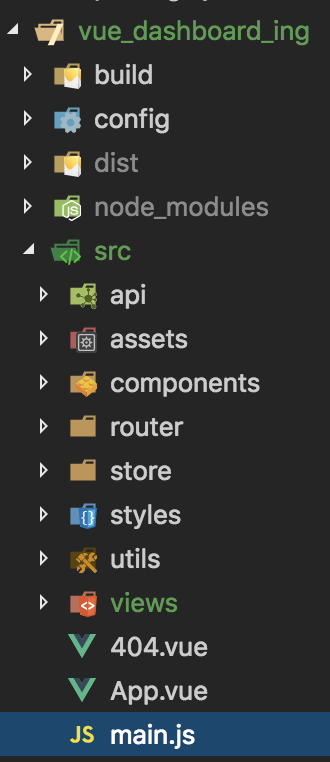 vue_dashboard_ing
build
config
dist
node_modules
src
api
assets
components
router
store
styles
utils
views
404.vue
App.vue
JS main.js